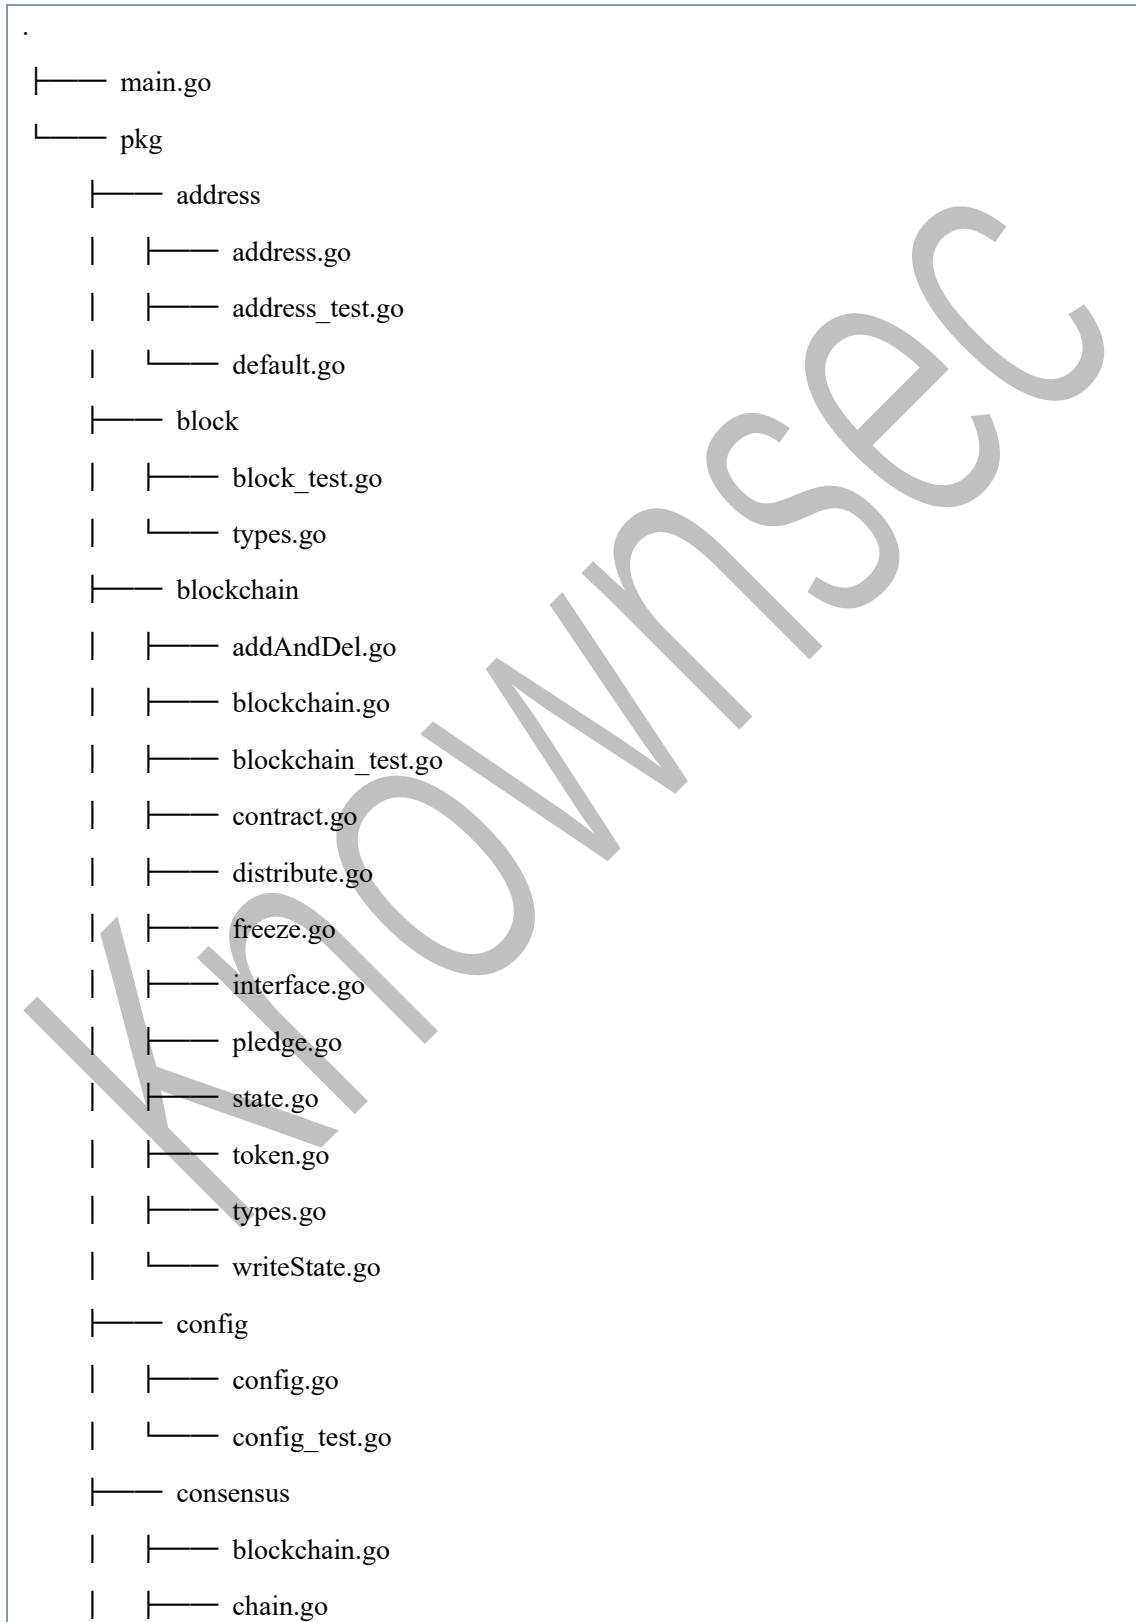 .
├──── main.go
└──── pkg
├──── address
│ ├──── address.go
│ ├──── address_test.go
│ └──── default.go
├──── block
│ ├──── block_test.go
│ └──── types.go
├──── blockchain
│ ├──── addAndDel.go
│ ├──── blockchain.go
│ ├──── blockchain_test.go
│ ├──── contract.go
│ ├──── distribute.go
│ ├──── freeze.go
│ ├──── interface.go
│ ├──── pledge.go
│ ├──── state.go
│ ├──── token.go
│ ├──── types.go
│ └──── writeState.go
├──── config
│ ├──── config.go
│ └──── config_test.go
├──── consensus
│ ├──── blockchain.go
│ ├──── chain.go
Knownsec